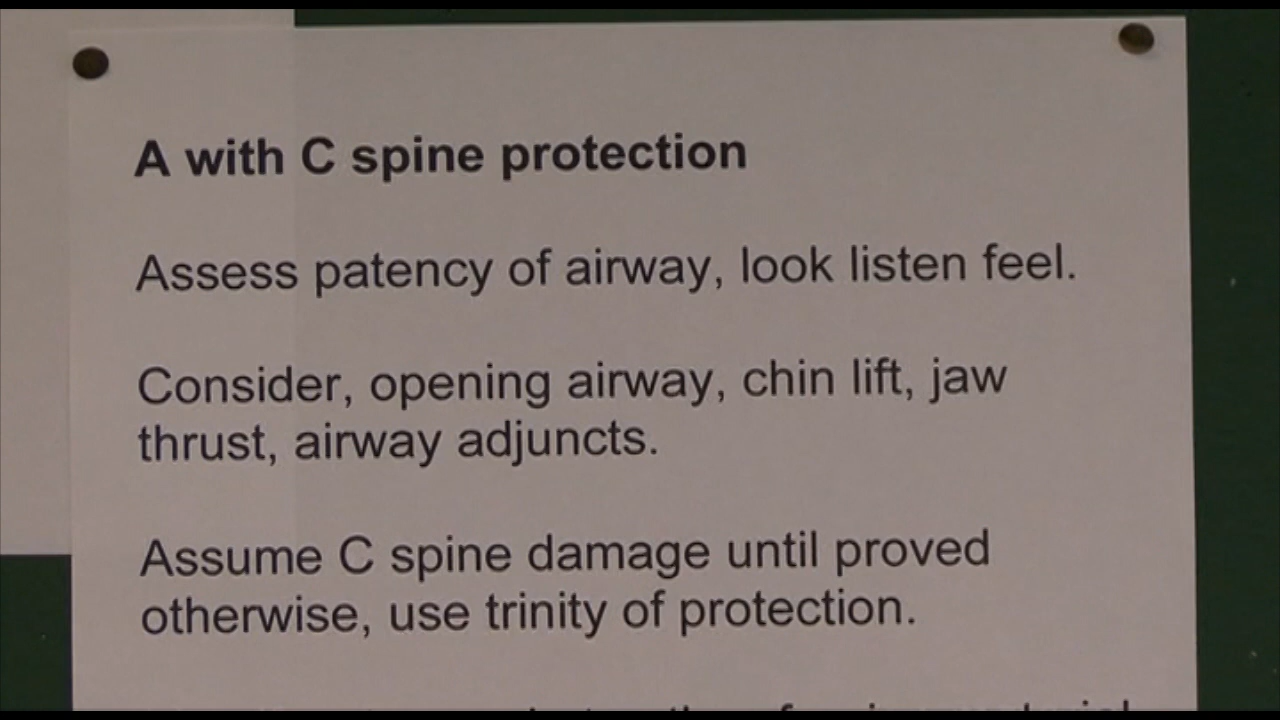 A with C spine protection
Assess patency of airway, look listen feel.
Consider, opening airway, chin lift, jaw
thrust, airway adjuncts.
Assume C spine damage until proved
otherwise, use trinity of protection.